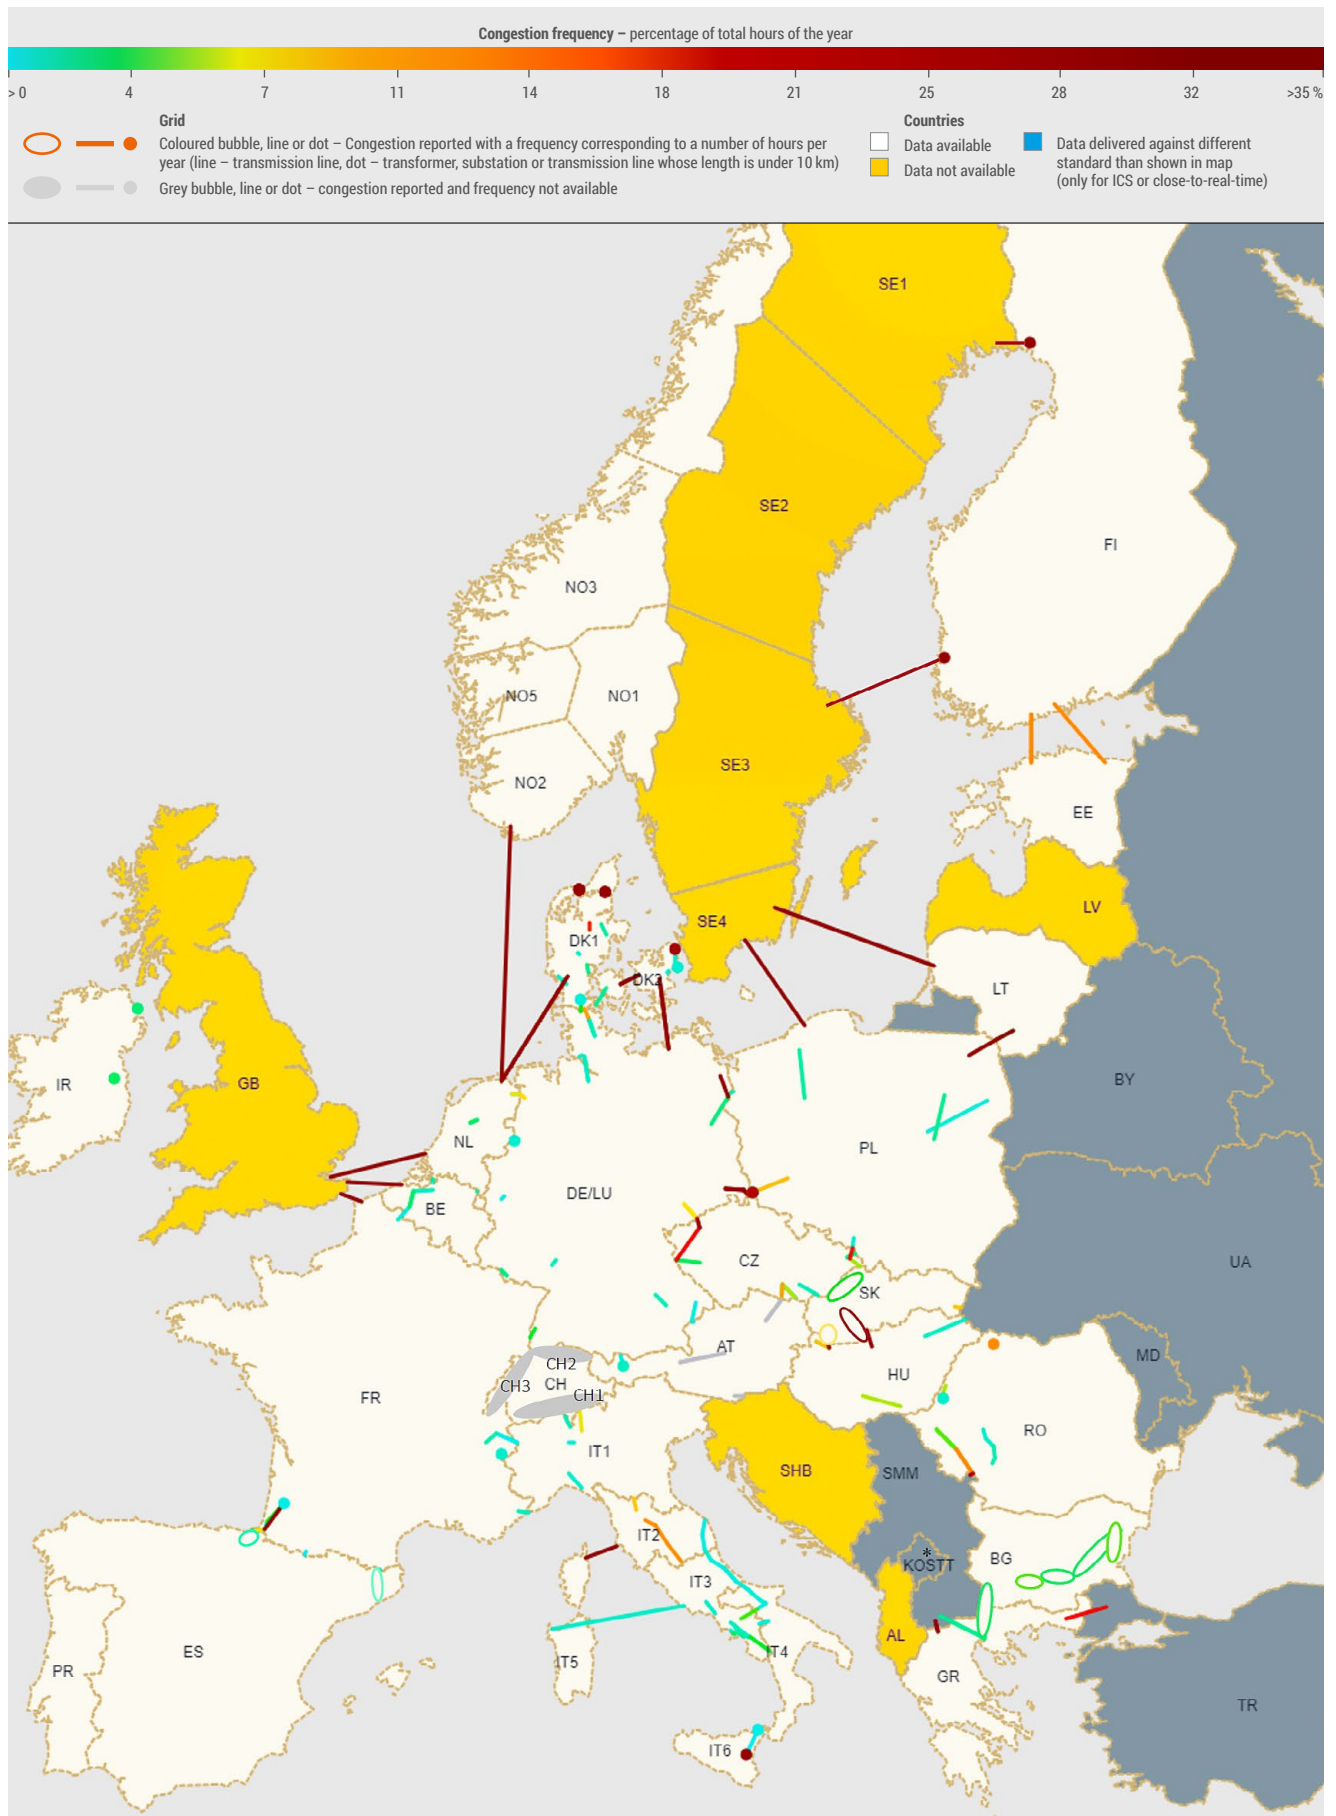 Congestion frequency – percentage of total hours of the year
> 0 4 7 11 14 18 21 25 28 32 >35 %
Grid
Coloured bubble, line or dot – Congestion reported with a frequency corresponding to a number of hours per
year (line – transmission line, dot – transformer, substation or transmission line whose length is under 10 km)
Grey bubble, line or dot – congestion reported and frequency not available
Countries
Data available
Data not available
Data delivered against different
standard than shown in map
(only for ICS or close-to-real-time)
SE1
SE2
FI
NO3
NO5
NO1
SE3
NO2
EE
LV
SE4
DK1
DK2
LT
IR
GB
BY
NL
PL
DE/LU
BE
CZ
UA
SK
AT
MD
CH2
CH
CH3
CH1
HU
FR
RO
IT1
SHB
SMM
IT2
*
KOSTT
BG
IT3
AL
ES
IT4
IT5
PR
GR
TR
IT6